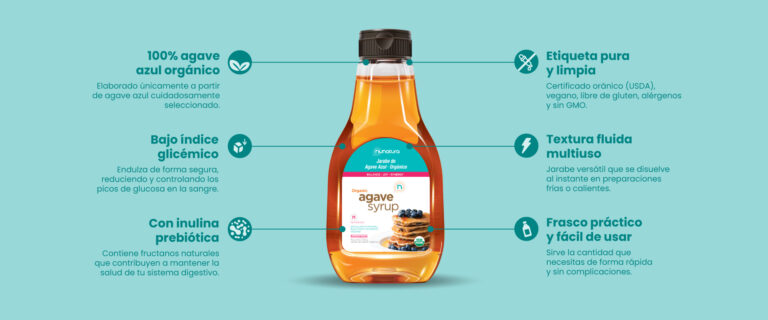 100% agave
azul orgánico
Elaborado únicamente a partir
de agave azul cuidadosamente
seleccionado.
Bajo índice
glicémico
Endulza de forma segura,
reduciendo y controlando los
picos de glucosa en la sangre.
Con inulina
prebiótica
Contiene fructanos naturales
que contribuyen a mantener la
salud de tu sistema digestivo.
nunatura
Jarabe de
Agave Azul · Orgánico
Organic
agave
syrup
Etiqueta pura
y limpia
Certificado oránico (USDA),
vegano, libre de gluten, alérgenos
y sin GMO.
Textura fluida
multiuso
Jarabe versátil que se disuelve
al instante en preparaciones
frías o calientes.
Frasco práctico
y fácil de usar
Sirve la cantidad que
necesitas de forma rápida
y sin complicaciones.